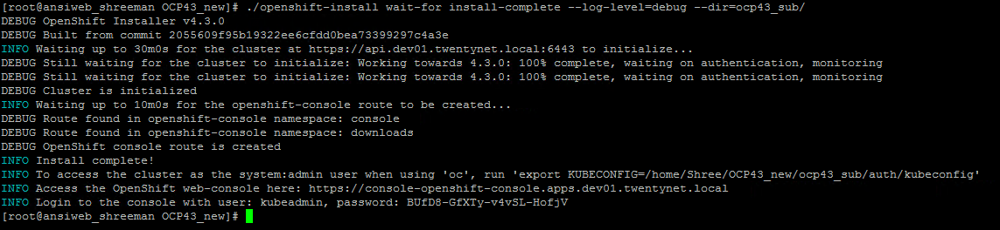 [root@ansiweb_shreeman OCP43_new]# ./openshift-install wait-for install-complete --log-level=debug --dir=ocp43_sub/
DEBUG OpenShift Installer v4.3.0
DEBUG Built from commit 2055609f95b19322ee6cfdd0bea73399297c4a3e
INFO Waiting up to 30m0s for the cluster at https://api.dev01.twentynet.local:6443 to initialize...
DEBUG Still waiting for the cluster to initialize: Working towards 4.3.0: 100% complete, waiting on authentication, monitoring
DEBUG Still waiting for the cluster to initialize: Working towards 4.3.0: 100% complete, waiting on authentication, monitoring
DEBUG Cluster is initialized
INFO Waiting up to 10m0s for the openshift-console route to be created...
DEBUG Route found in openshift-console namespace: console
DEBUG Route found in openshift-console namespace: downloads
DEBUG OpenShift console route is created
INFO Install complete!
INFO To access the cluster as the system:admin user when using 'oc', run 'export KUBECONFIG=/home/Shree/OCP43_new/ocp43_sub/auth/kubeconfig'
INFO Access the OpenShift web-console here: https://console-openshift-console.apps.dev01.twentynet.local
INFO Login to the console with user: kubeadmin, password: BUfD8-GfXTy-v4vSL-HofjV
[root@ansiweb_shreeman OCP43_new]#